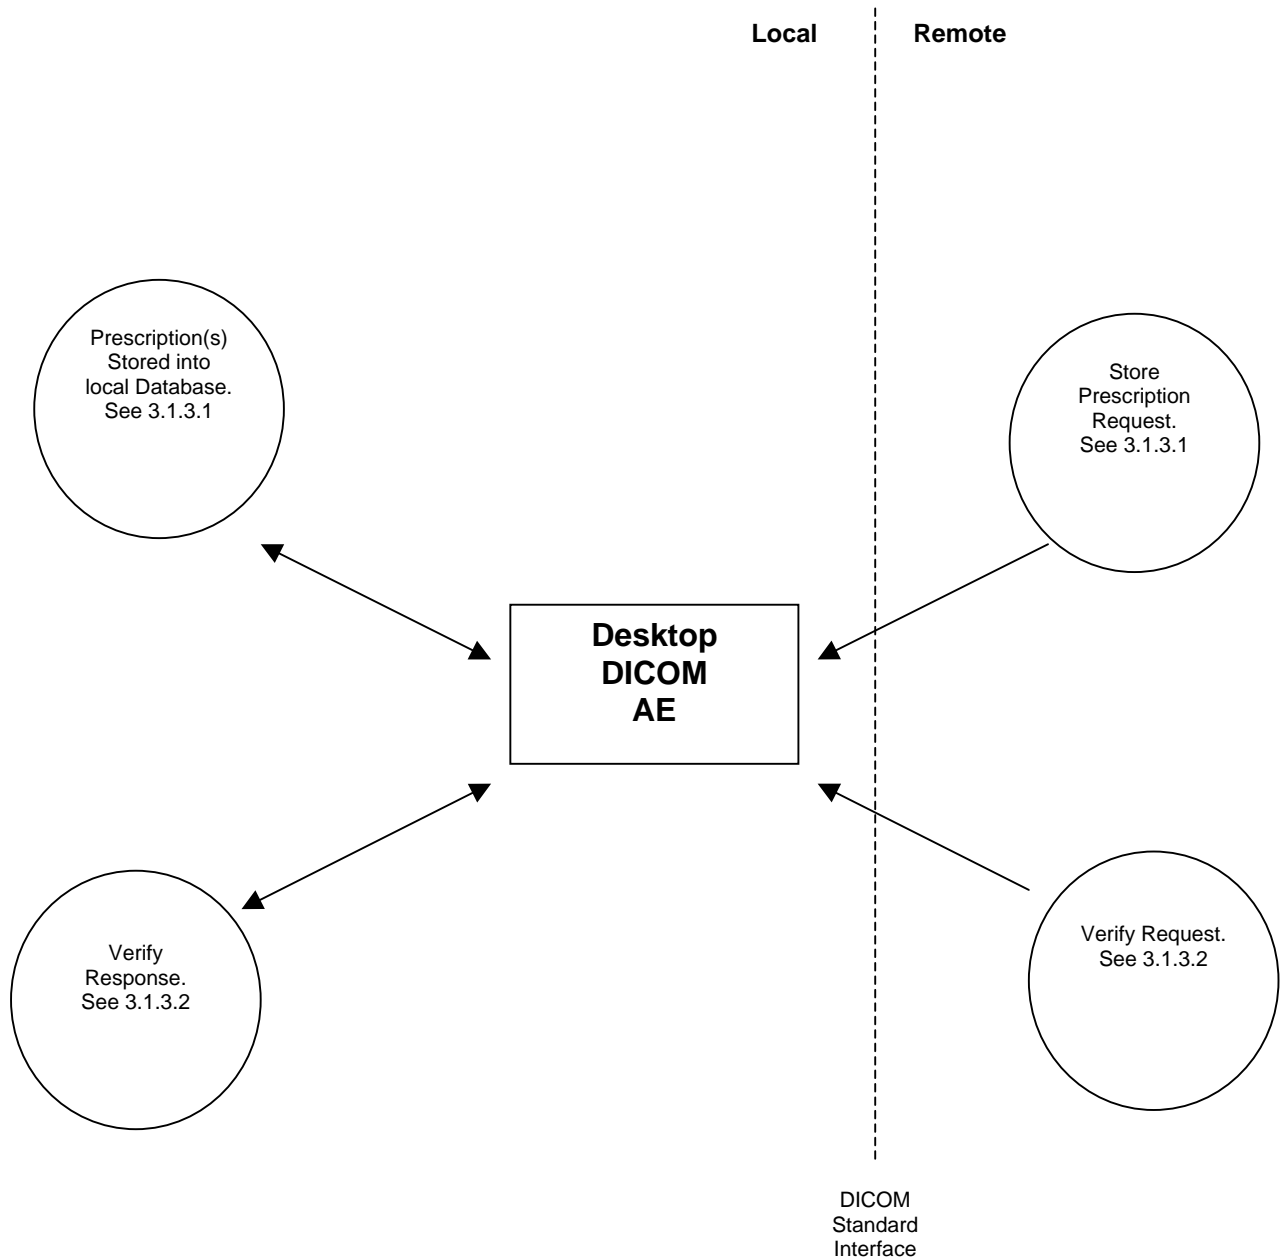 Local
Remote
Prescription(s)
Stored into
local Database.
See 3.1.3.1
Store
Prescription
Request.
See 3.1.3.1
Desktop
DICOM
AE
Verify
Response.
See 3.1.3.2
Verify Request.
See 3.1.3.2
DICOM
Standard
Interface